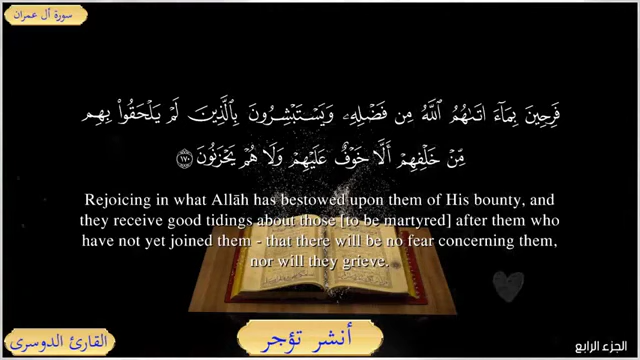 سورة آل عمران
فَرِحِينَ بِمَآ ءَاتَىٰهُمُ ٱللَّهُ مِن فَضْلِهِۦ وَيَسْتَبْشِرُونَ بِٱلَّذِينَ لَمْ يَلْحَقُوا۟ بِهِم
مِّنْ خَلْفِهِمْ أَلَّا خَوْفٌ عَلَيْهِمْ وَلَا هُمْ يَحْزَنُونَ ١٧٠
Rejoicing in what Allāh has bestowed upon them of His bounty, and
they receive good tidings about those [to be martyred] after them who
have not yet joined them - that there will be no fear concerning them,
nor will they grieve.
القارئ الدوسرى
أنشر تؤجر
الجزء الرابع